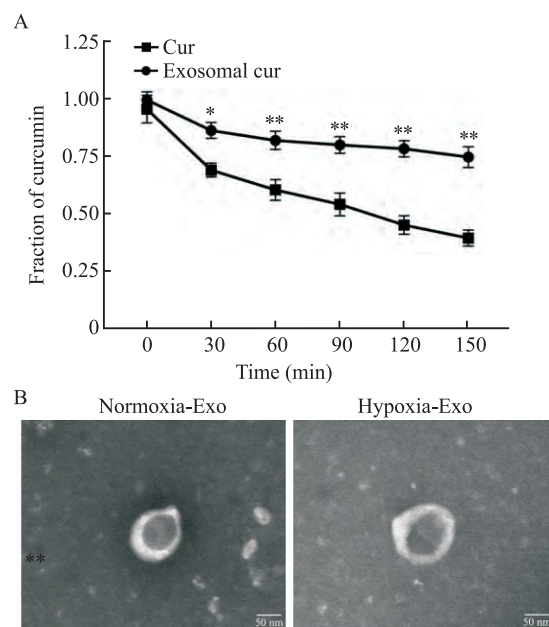 A
1.25
Cur
Exosomal cur
1.00
*
**
**
**
**
0.75
0.50
0.25
0
Fraction of curcumin
0
30
60
90
120
150
Time (min)
B
Normoxia-Exo
Hypoxia-Exo
**
50 nm
50 nm